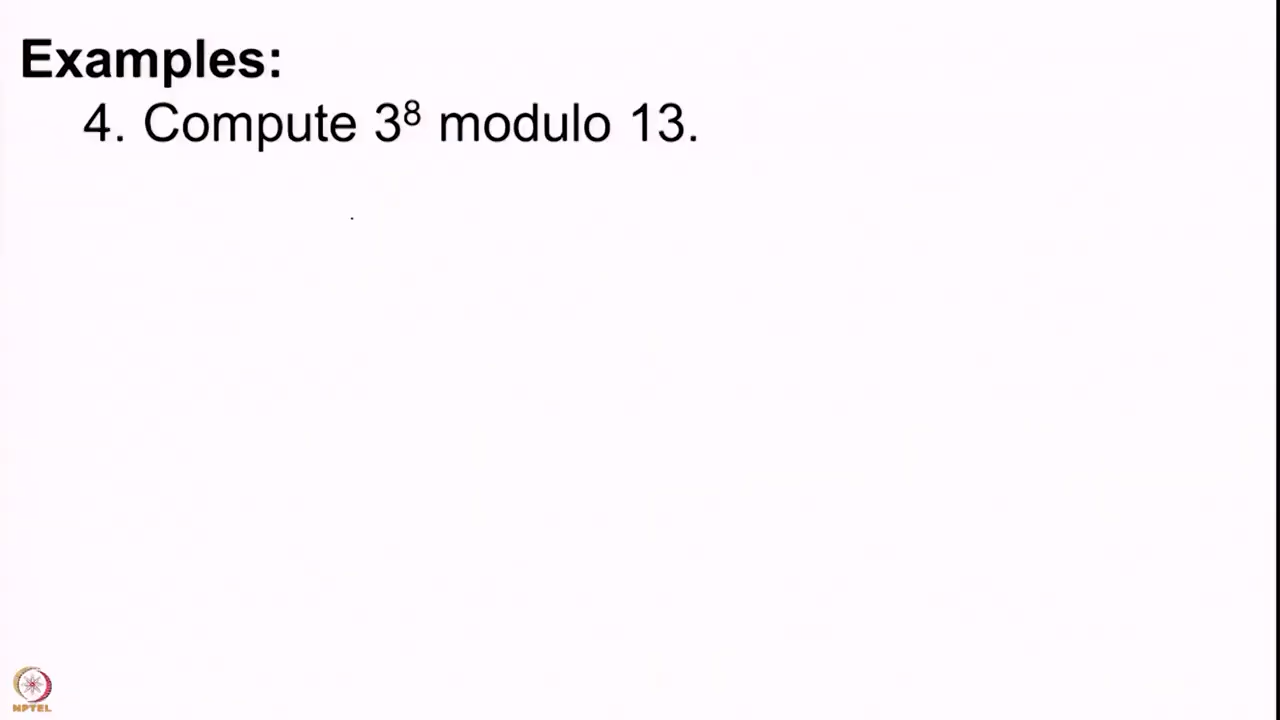 Examples:
4. Compute 3⁸ modulo 13.
NPTEL